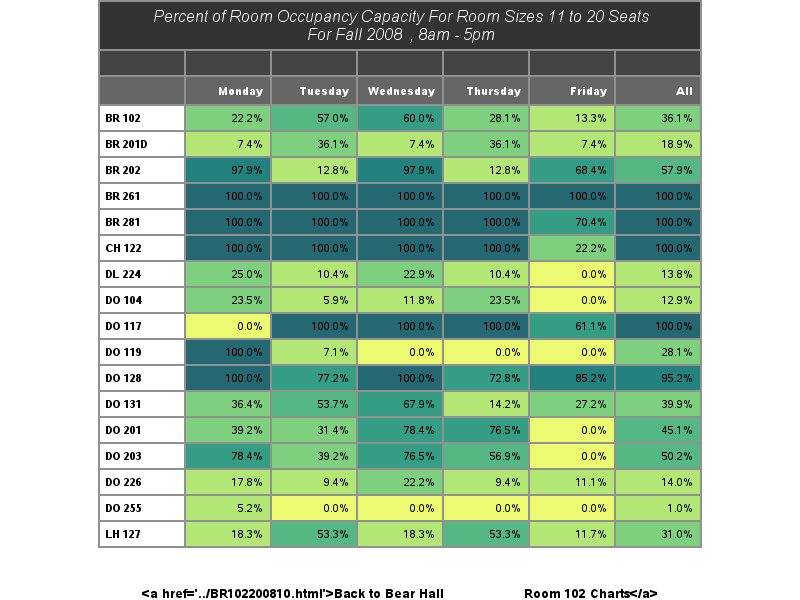 Percent of Room Occupancy Capacity For Room Sizes 11 to 20 Seats
For Fall 2008 , 8am - 5pm
Monday Tuesday Wednesday Thursday Friday All
BR 102 22.2% 57.0% 60.0% 28.1% 13.3% 36.1%
BR 201D 7.4% 36.1% 7.4% 36.1% 7.4% 18.9%
BR 202 97.9% 12.8% 97.9% 12.8% 68.4% 57.9%
BR 261 100.0% 100.0% 100.0% 100.0% 100.0% 100.0%
BR 281 100.0% 100.0% 100.0% 100.0% 70.4% 100.0%
CH 122 100.0% 100.0% 100.0% 100.0% 22.2% 100.0%
DL 224 25.0% 10.4% 22.9% 10.4% 0.0% 13.8%
DO 104 23.5% 5.9% 11.8% 23.5% 0.0% 12.9%
DO 117 0.0% 100.0% 100.0% 100.0% 61.1% 100.0%
DO 119 100.0% 7.1% 0.0% 0.0% 0.0% 28.1%
DO 128 100.0% 77.2% 100.0% 72.8% 85.2% 95.2%
DO 131 36.4% 53.7% 67.9% 14.2% 27.2% 39.9%
DO 201 39.2% 31.4% 78.4% 76.5% 0.0% 45.1%
DO 203 78.4% 39.2% 76.5% 56.9% 0.0% 50.2%
DO 226 17.8% 9.4% 22.2% 9.4% 11.1% 14.0%
DO 255 5.2% 0.0% 0.0% 0.0% 0.0% 1.0%
LH 127 18.3% 53.3% 18.3% 53.3% 11.7% 31.0%
<a href='../BR102200810.html'>Back to Bear Hall Room 102 Charts</a>